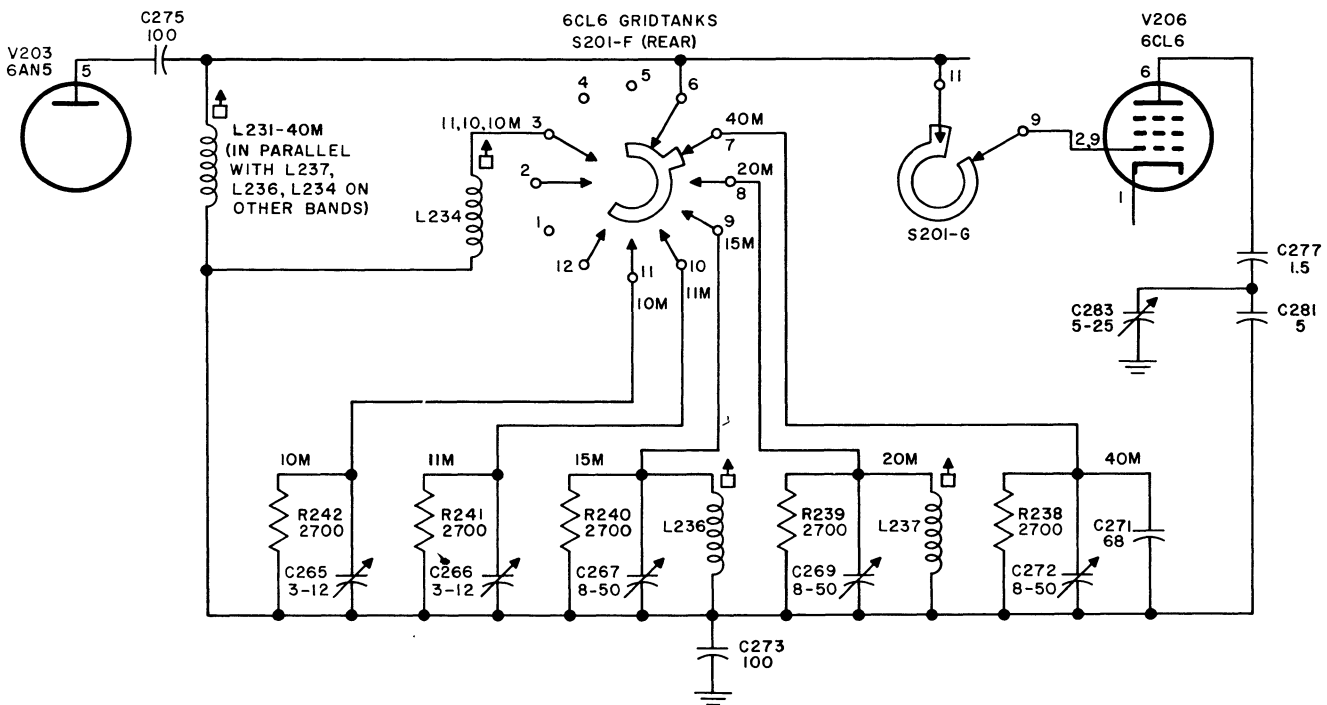 C275
100
V203
6AN5
5
6CL6 GRIDTANKS
S201-F (REAR)
V206
6CL6
6
L231-40M
(IN PARALLEL
WITH L237,
L236, L234 ON
OTHER BANDS)
4
5
6
11
11,10,10M 3
40M
7
9
2,9
1
L234
2
20M
8
1
9
15M
12
11
10
10M
11M
S201-G
C277
1.5
C283
5-25
C281
5
10M
11M
15M
20M
40M
R242
2700
R241
2700
R240
2700
L236
R239
2700
L237
R238
2700
C271
68
C265
3-12
C266
3-12
C267
8-50
C269
8-50
C272
8-50
C273
100